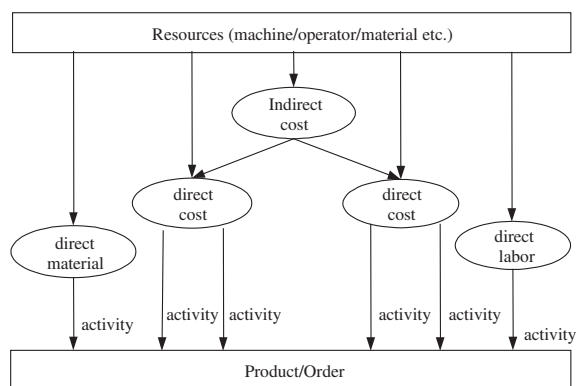 Resources (machine/operator/material etc.)
Indirect
cost
direct
cost
direct
cost
direct
material
direct
labor
activity
activity
activity
activity
activity
activity
Product/Order